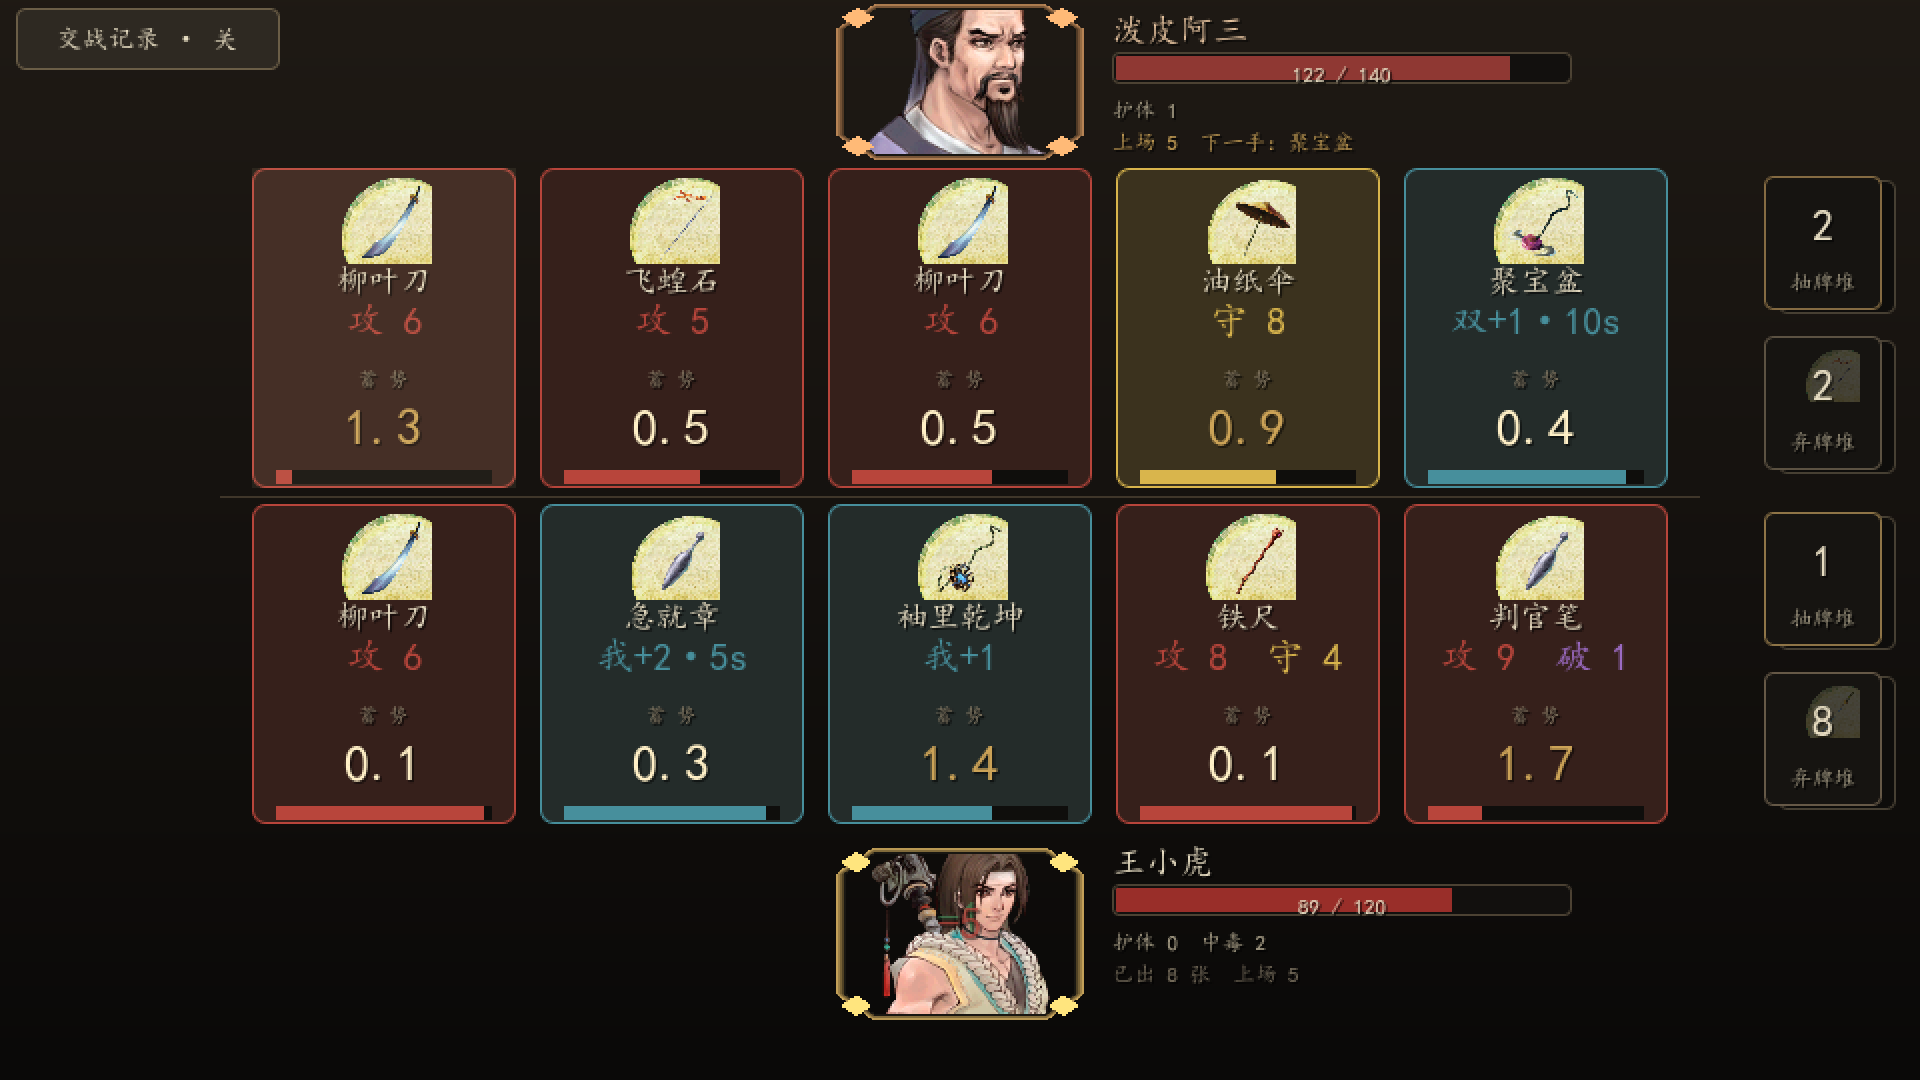 交战记录 · 关
泼皮阿三
122 / 140
护体 1
上场 5 下一手: 聚宝盆
柳叶刀
攻 6
蓄势
1.3
飞蝗石
攻 5
蓄势
0.5
柳叶刀
攻 6
蓄势
0.5
油纸伞
守 8
蓄势
0.9
聚宝盆
双+1·10s
蓄势
0.4
2
抽牌堆
2
弃牌堆
柳叶刀
攻 6
蓄势
0.1
急就章
我+2·5s
蓄势
0.3
袖里乾坤
我+1
蓄势
1.4
铁尺
攻 8 守 4
蓄势
0.1
判官笔
攻 9 破 1
蓄势
1.7
1
抽牌堆
8
弃牌堆
王小虎
89 / 120
护体 0 中毒 2
已出 8 张 上场 5